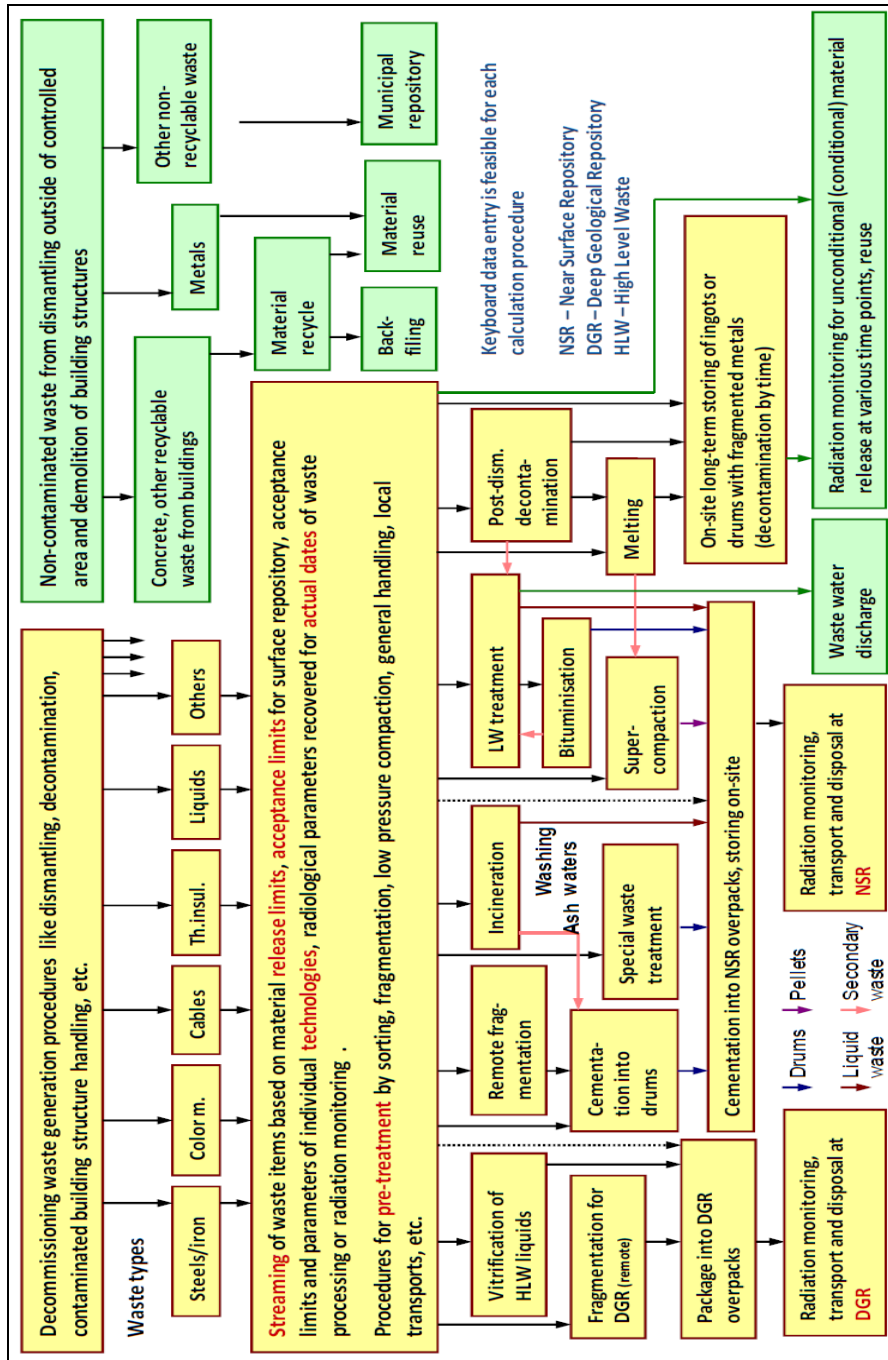 Decommissioning waste generation procedures like dismantling, decontamination,
contaminated building structure handling, etc.
Non-contaminated waste from dismantling outside of controlled
area and demolition of building structures
Waste types
Steels/iron
Color m.
Cables
Th.insul.
Liquids
Others
Concrete, other recyclable
waste from buildings
Metals
Other non-
recyclable waste
Material
recycle
Back-
filing
Material
reuse
Municipal
repository
Streaming of waste items based on material release limits, acceptance limits for surface repository, acceptance
limits and parameters of individual technologies, radiological parameters recovered for actual dates of waste
processing or radiation monitoring .
Procedures for pre-treatment by sorting, fragmentation, low pressure compaction, general handling, local
transports, etc.
Keyboard data entry is feasible for each
calculation procedure
NSR – Near Surface Repository
DGR – Deep Geological Repository
HLW – High Level Waste
Vitrification of
HLW liquids
Remote frag-
mentation
Incineration
LW treatment
Post-dism.
deconta-
mination
Washing
Ash waters
Fragmentation for
DGR (remote)
Cementa-
tion into
drums
Special waste
treatment
Bituminisation
Super-
compaction
Melting
Package into DGR
overpacks
Cementation into NSR overpacks, storing on-site
On-site long-term storing of ingots or
drums with fragmented metals
(decontamination by time)
Radiation monitoring,
transport and disposal at
DGR
Drums
Pellets
Liquid
waste
Secondary
waste
Radiation monitoring,
transport and disposal at
NSR
Waste water
discharge
Radiation monitoring for unconditional (conditional) material
release at various time points, reuse